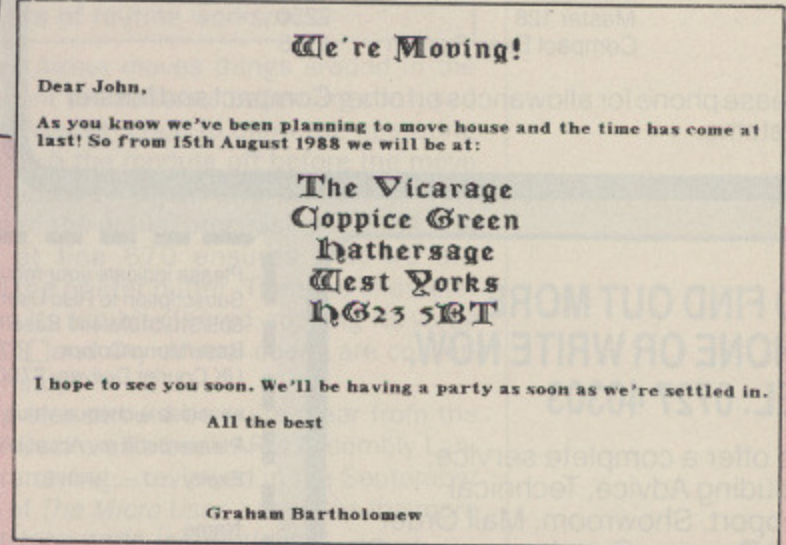 We're Moving!
Dear John,
As you know we've been planning to move house and the time has come at
last! So from 15th August 1988 we will be at:
The Vicarage
Coppice Green
Hathersage
West Yorks
HG23 5BT
I hope to see you soon. We'll be having a party as soon as we're settled in.
All the best
Graham Bartholomew